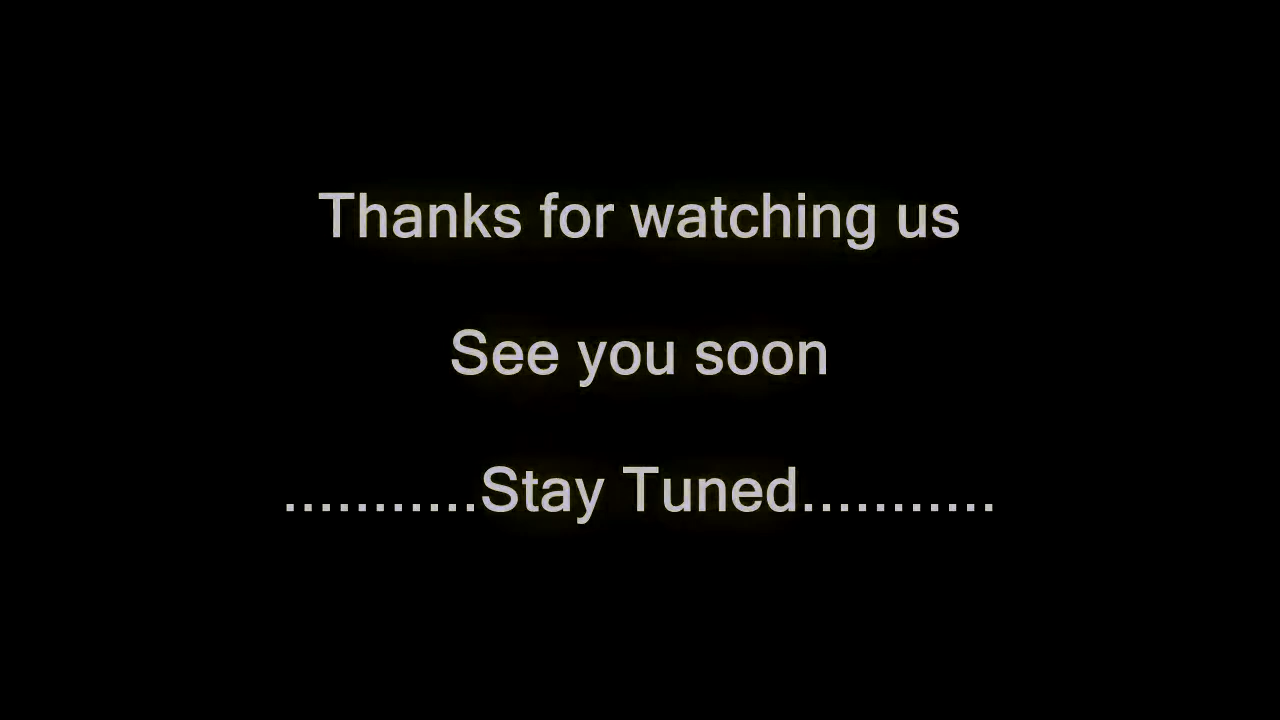 Thanks for watching us
See you soon
...........Stay Tuned...........